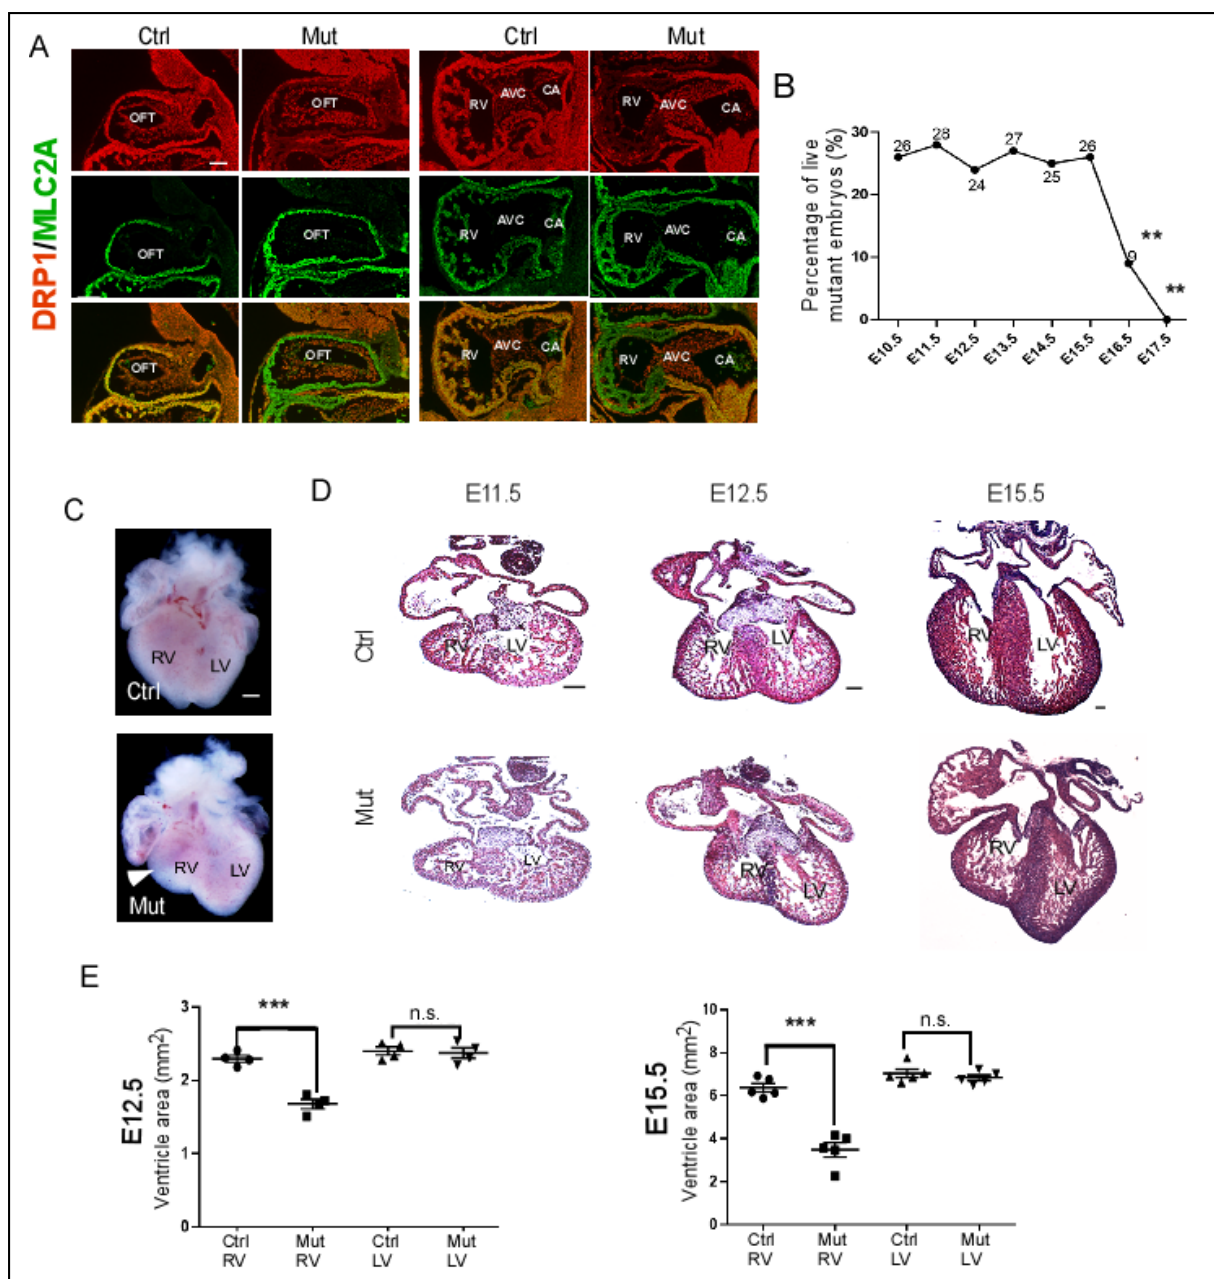 A
Ctrl
Mut
Ctrl
Mut
DRP1/MLC2A
OFT
OFT
RV
AVC
CA
RV
AVC
CA
OFT
OFT
RV
AVC
CA
RV
AVC
CA
OFT
OFT
RV
AVC
CA
RV
AVC
CA
B
Percentage of live
mutant embryos (%)
30
20
10
0
26
28
24
27
25
26
9
**
**
E10.5
E11.5
E12.5
E13.5
E14.5
E15.5
E16.5
E17.5
C
RV
LV
Ctrl
RV
LV
Mut
D
E11.5
E12.5
E15.5
Ctrl
RV
LV
RV
LV
RV
LV
Mut
RV
LV
RV
LV
RV
LV
E
E12.5
Ventricle area (mm2)
3
2
1
0
***
n.s.
Ctrl
RV
Mut
RV
Ctrl
LV
Mut
LV
E15.5
Ventricle area (mm2)
10
8
6
4
2
0
***
n.s.
Ctrl
RV
Mut
RV
Ctrl
LV
Mut
LV